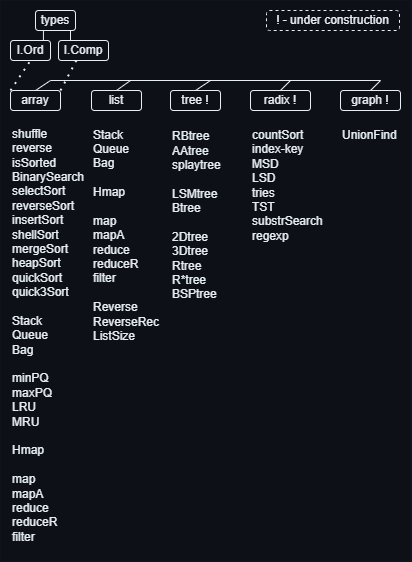 types
! - under construction
I.Ord
I.Comp
array
list
tree !
radix !
graph !
shuffle
reverse
isSorted
BinarySearch
selectSort
reverseSort
insertSort
shellSort
mergeSort
heapSort
quickSort
quick3Sort
Stack
Queue
Bag
minPQ
maxPQ
LRU
MRU
Hmap
map
mapA
reduce
reduceR
filter
Stack
Queue
Bag
Hmap
map
mapA
reduce
reduceR
filter
Reverse
ReverseRec
ListSize
RBtree
AAtree
splaytree
LSMtree
Btree
2Dtree
3Dtree
Rtree
R*tree
BSPtree
countSort
index-key
MSD
LSD
tries
TST
substrSearch
regexp
UnionFind